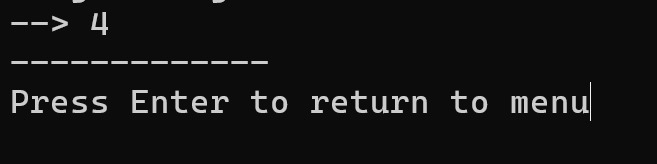 --> 4
-------------
Press Enter to return to menu